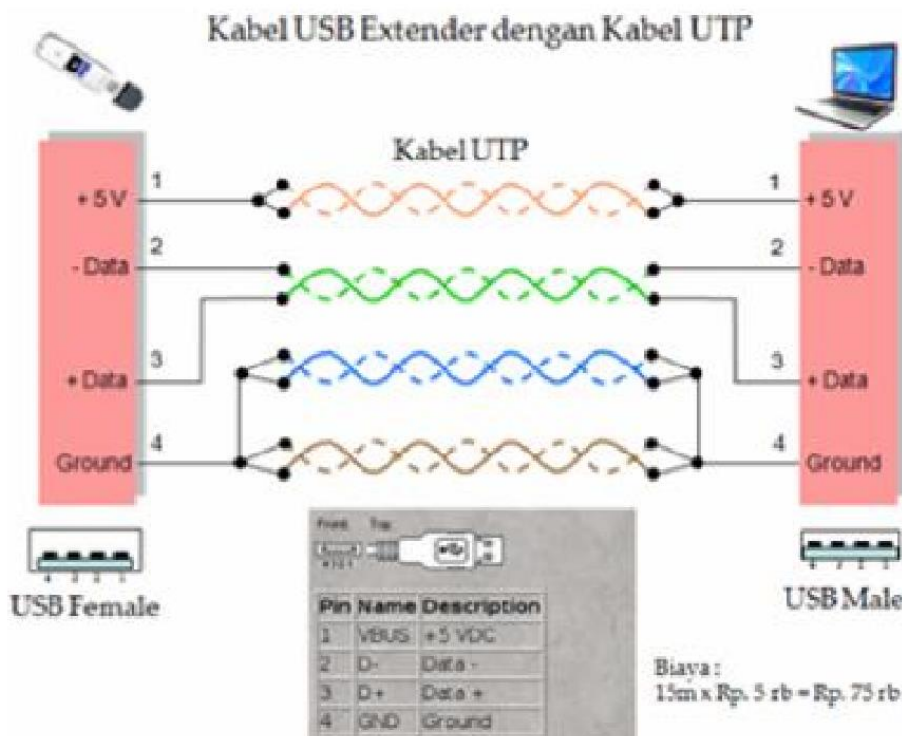 Kabel USB Extender dengan Kabel UTP
Kabel UTP
+ 5 V
1
- Data
2
+ Data
3
Ground
4
1
+ 5 V
2
- Data
3
+ Data
4
Ground
USB Female
USB Male
Front Top
Pin Name Description
1 VBUS +5 VDC
2 D- Data -
3 D+ Data +
4 GND Ground
Biaya :
15m x Rp. 5 rb = Rp. 75 rb